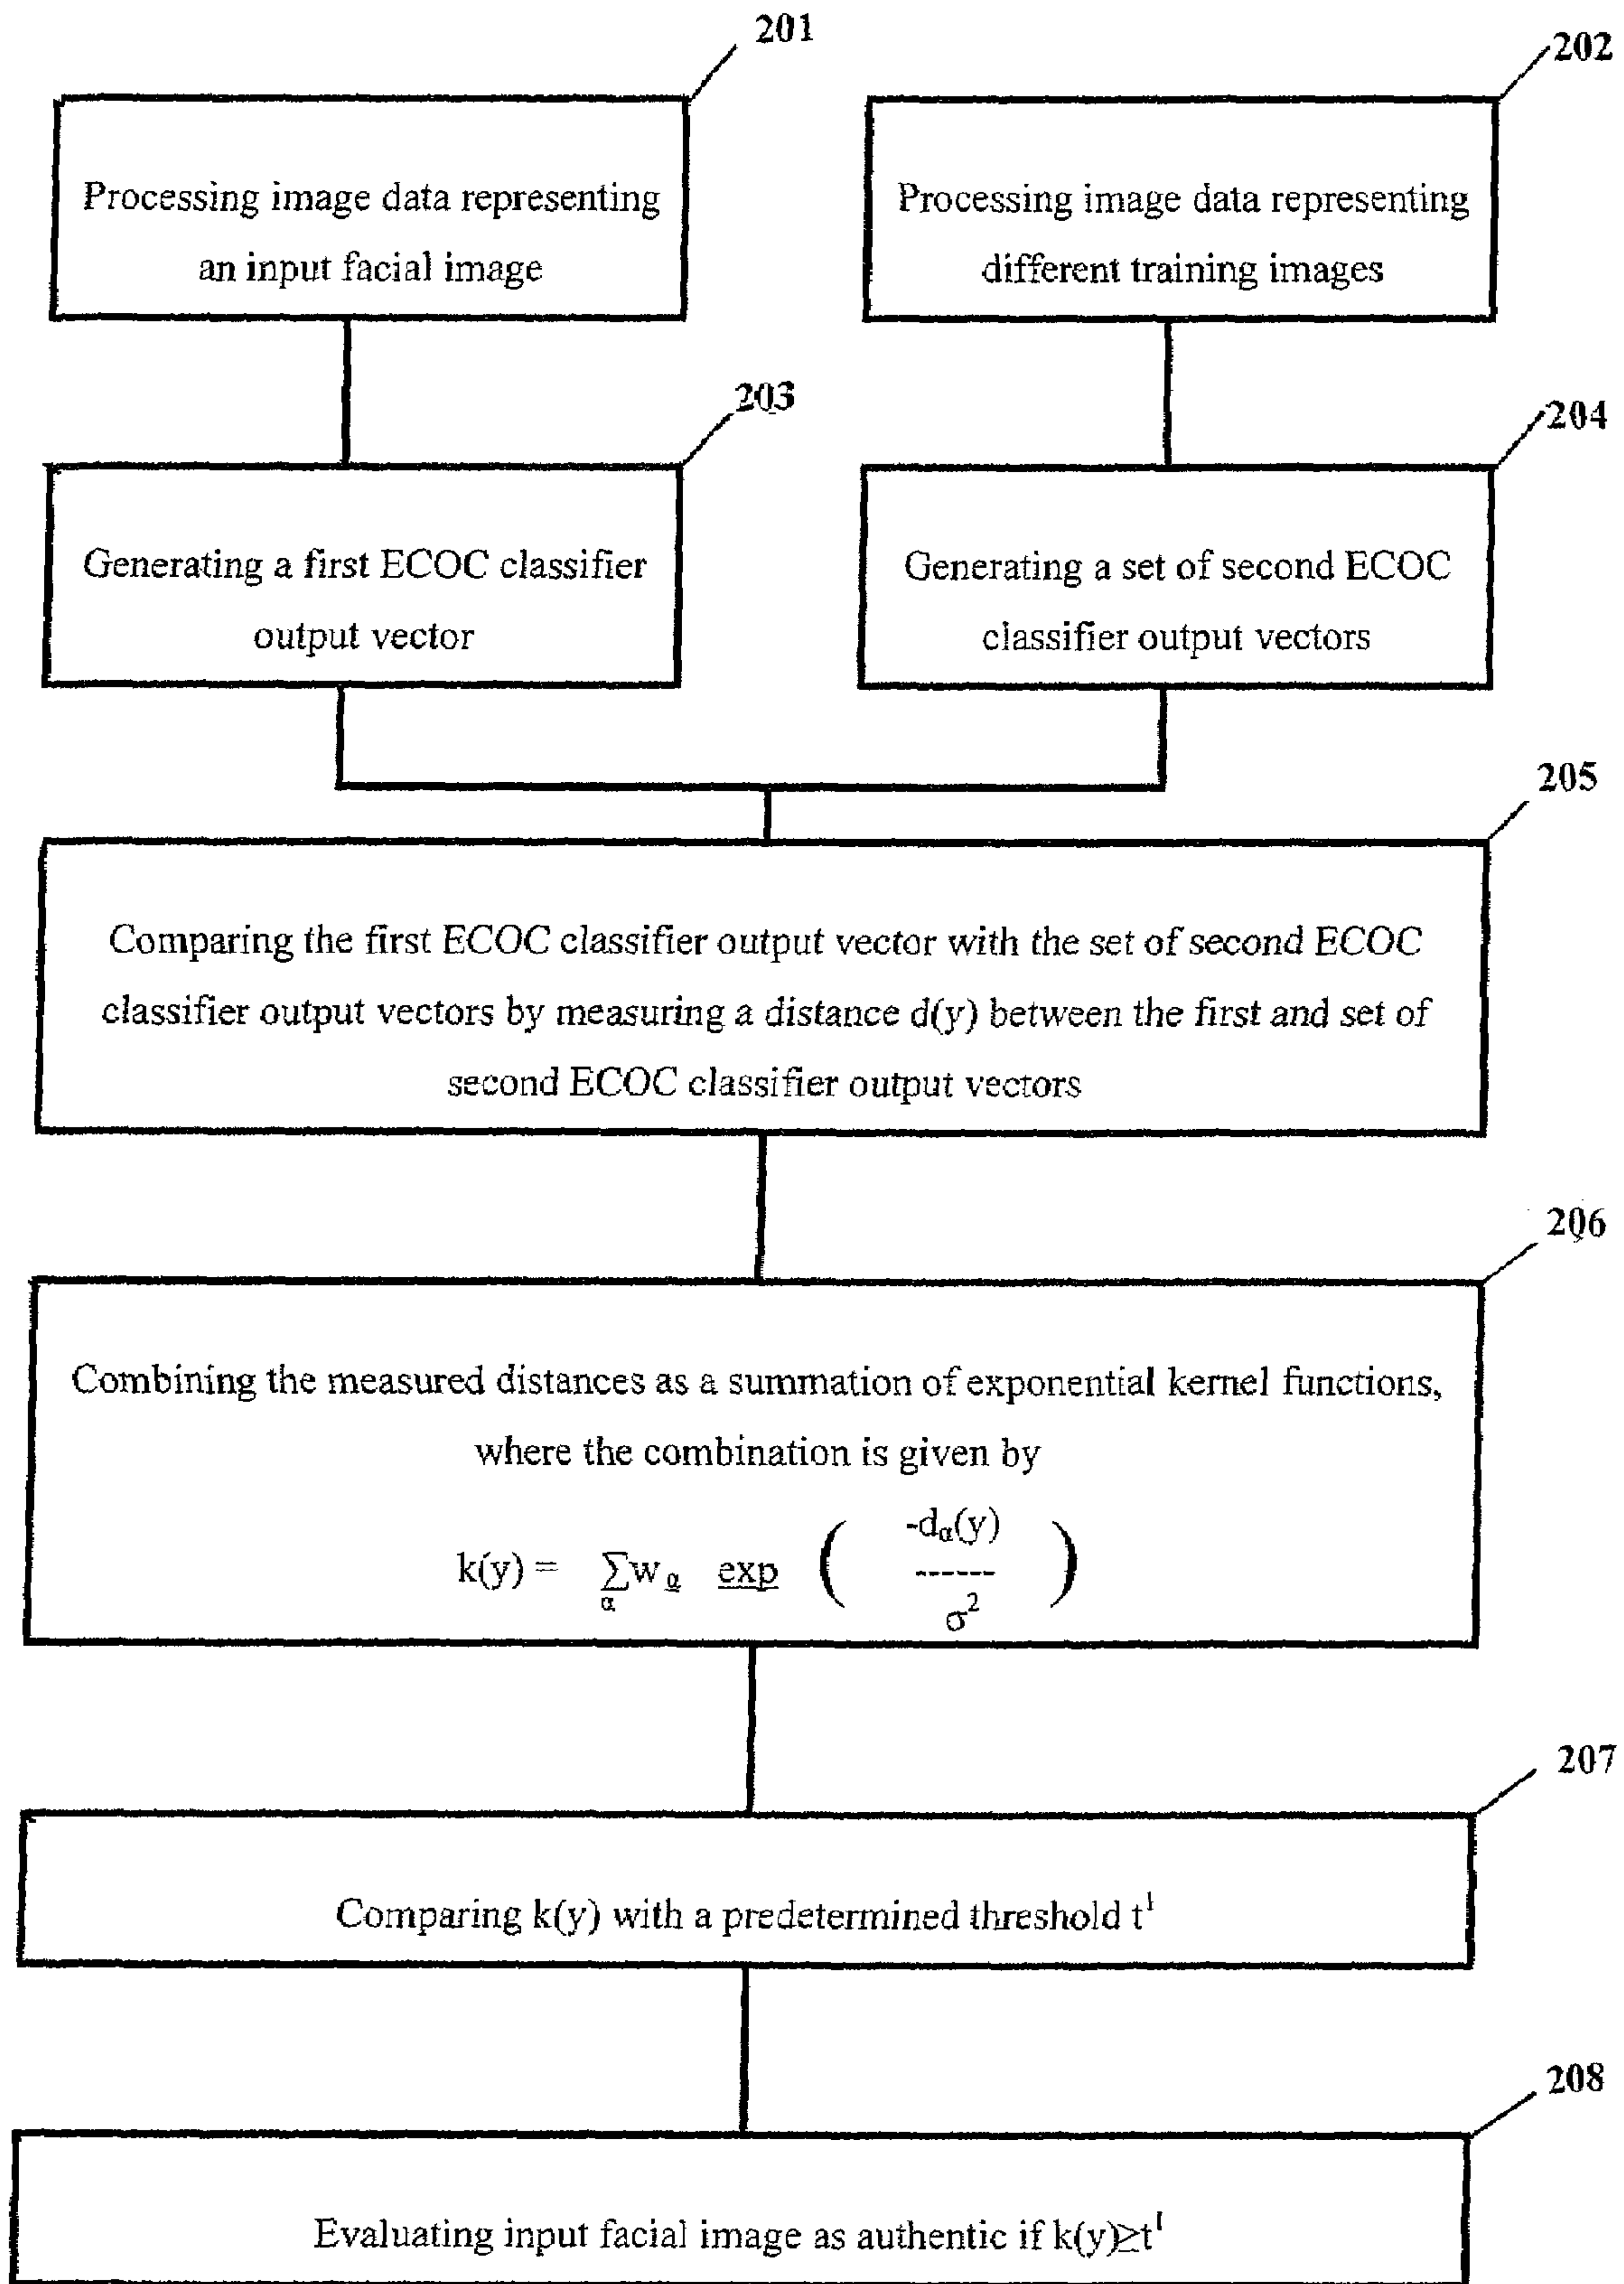 201
202
Processing image data representing
an input facial image
Processing image data representing
different training images
203
204
Generating a first ECOC classifier
output vector
Generating a set of second ECOC
classifier output vectors
205
Comparing the first ECOC classifier output vector with the set of second ECOC
classifier output vectors by measuring a distance d(y) between the first and set of
second ECOC classifier output vectors
206
Combining the measured distances as a summation of exponential kernel functions,
where the combination is given by
k(y) = ∑_α w_α exp ( -d_α(y) / σ² )
207
Comparing k(y) with a predetermined threshold t^l
208
Evaluating input facial image as authentic if k(y)≥t^l